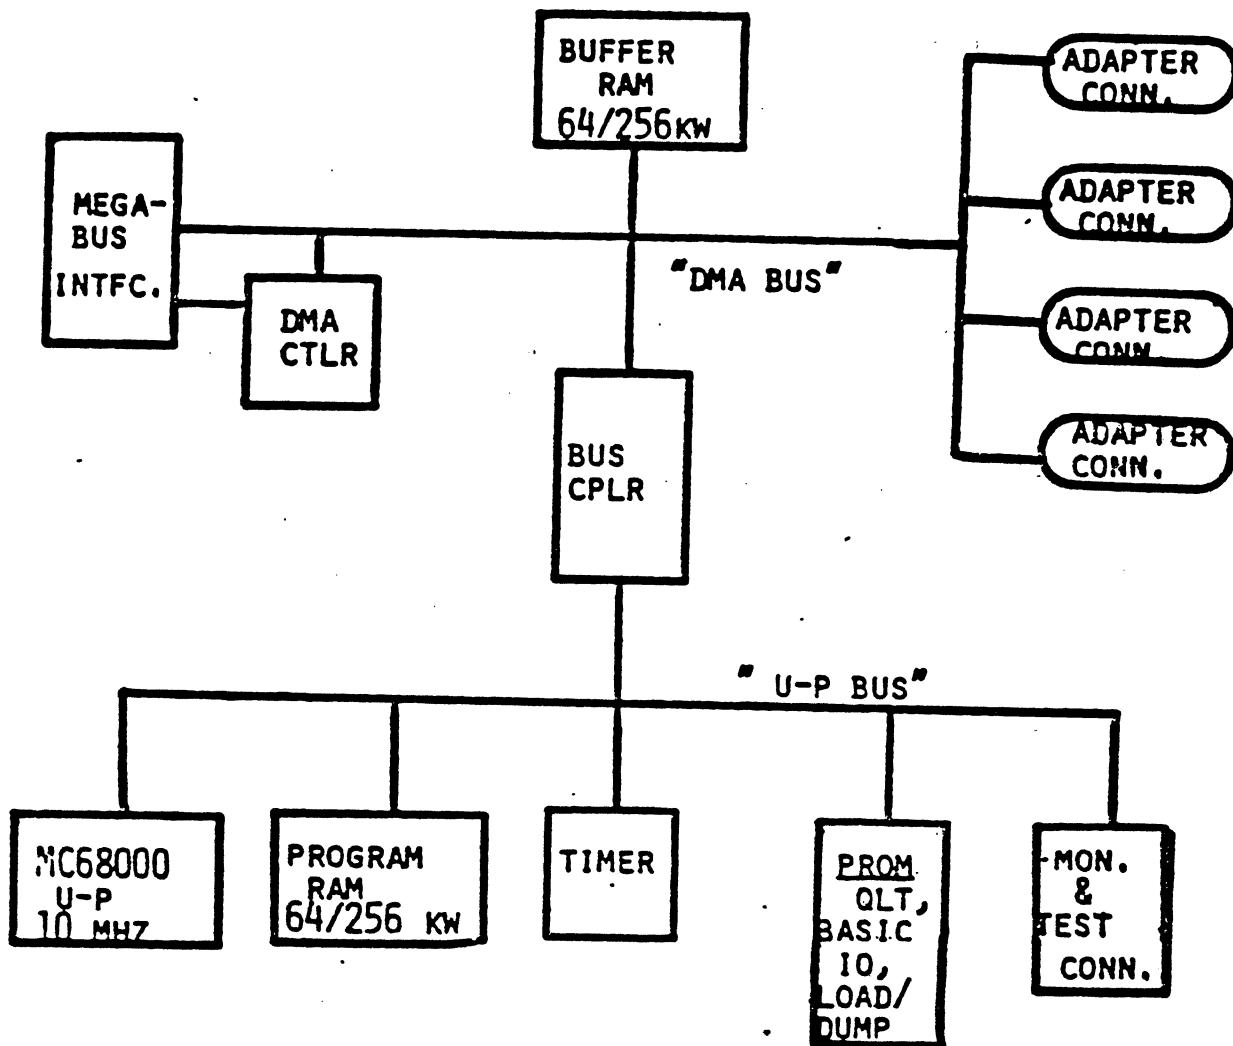 BUFFER
RAM
64/256KW
MEGA-
BUS
INTFC.
DMA
CTLR
"DMA BUS"
ADAPTER
CONN.
ADAPTER
CONN.
ADAPTER
CONN.
ADAPTER
CONN.
BUS
CPLR
" U-P BUS"
MC68000
U-P
10 MHZ
PROGRAM
RAM
64/256 KW
TIMER
PROM
QLT,
BASIC
IO,
LOAD/
DUMP
-MON.
&
TEST
CONN.